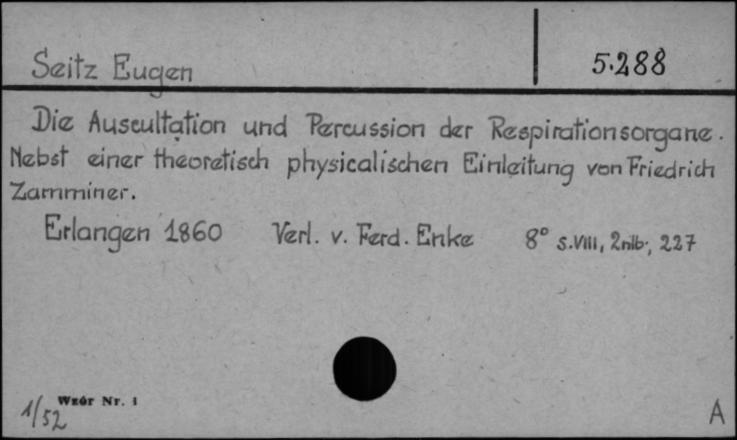 Seitz Eugen
5.288
Die Auscultation und Percussion der Respirationsorgane.
Nebst einer theoretisch physicalischen Einleitung von Friedrich
Zamminer.
Erlangen 1860 Verl. v. Ferd. Enke 8° s.VIII, 2nlb., 227
Wzór Nr. 1
1/52
A